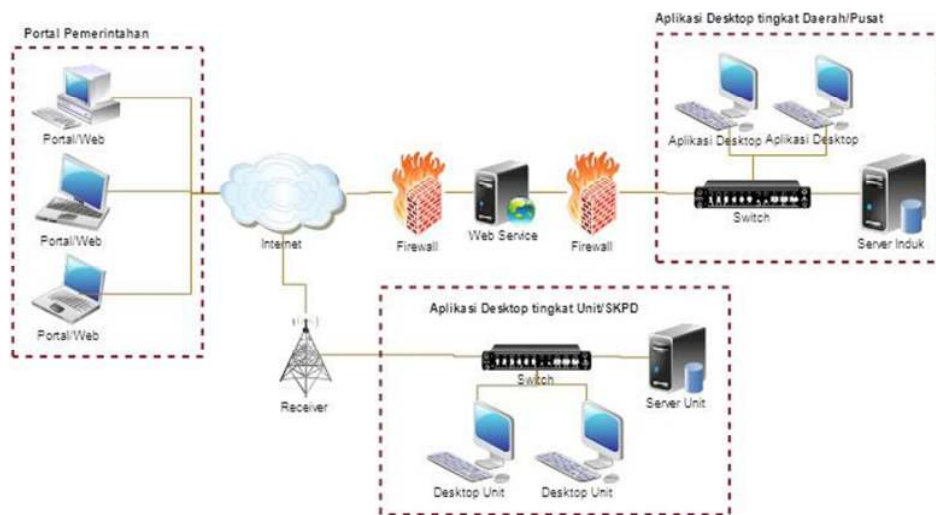 Portal Pemerintahan
Portal/Web
Portal/Web
Portal/Web
Internet
Firewall
Web Service
Firewall
Aplikasi Desktop tingkat Daerah/Pusat
Aplikasi Desktop
Aplikasi Desktop
Switch
Server Induk
Receiver
Aplikasi Desktop tingkat Unit/SKPD
Switch
Server Unit
Desktop Unit
Desktop Unit